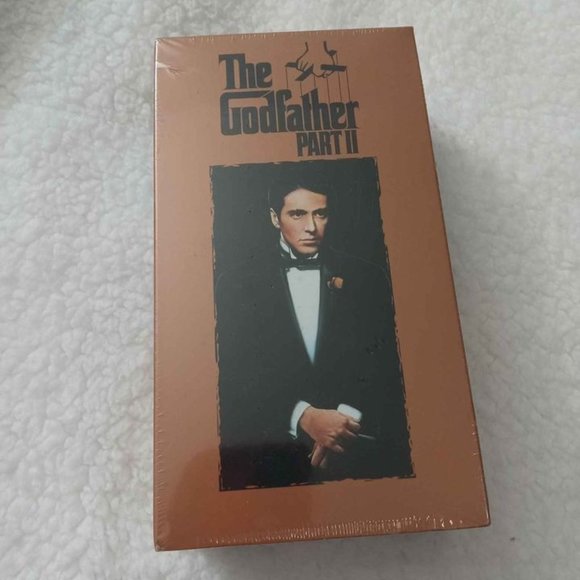 The
Godfather
PART II